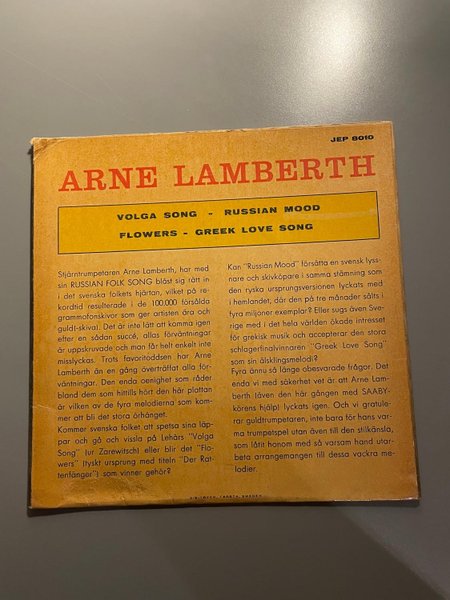 JEP 8010
ARNE LAMBERTH
VOLGA SONG - RUSSIAN MOOD
FLOWERS - GREEK LOVE SONG
Stjärntrumpetaren Arne Lamberth, har med
sin RUSSIAN FOLK SONG blåst sig rätt in
i det svenska folkets hjärtan, vilket på re-
kordtid resulterade i de 100.000 försålda
grammofonskivor som ger artisten ära och
guld(t-skiva). Det är inte lätt att komma igen
efter en sådan succé, allas förväntningar
är uppskruvade och man får helt enkelt inte
misslyckas. Trots favoritoddsen har Arne
Lamberth än en gång överträffat alla för-
väntningar. Den enda oenighet som råder
bland dem som hittills hört den här plattan
är vilken av de fyra melodierna som kom-
mer att bli det stora örhänget.
Kommer svenska folket att spetsa sina läp-
par och gå och vissla på Lehárs "Volga
Song" (ur Zarewitsch) eller blir det "Flo-
wers" (tyskt ursprung med titeln "Der Rat-
tenfänger") som vinner gehör?
Kan "Russian Mood" försätta en svensk lyss-
nare och skivköpare i samma stämning som
den ryska ursprungsversionen lyckats med
i hemlandet, där den på tre månader sålts i
fyra miljoner exemplar? Eller sugs även Sve-
rige med i det hela världen ökade intresset
för grekisk musik och accepterar den stora
schlagerfinalvinnaren "Greek Love Song"
som sin älsklingsmelodi?
Fyra ännu så länge obesvarade frågor. Det
enda vi med säkerhet vet är att Arne Lam-
berth (även den här gången med SAABY-
körens hjälp) lyckats igen. Och vi gratule-
rar guldtrumpetaren, inte bara för hans var-
ma trumpetspel utan även till den stilkänsla,
som låtit honom med så varsam hand utar-
beta arrangemangen till dessa vackra me-
lodier.